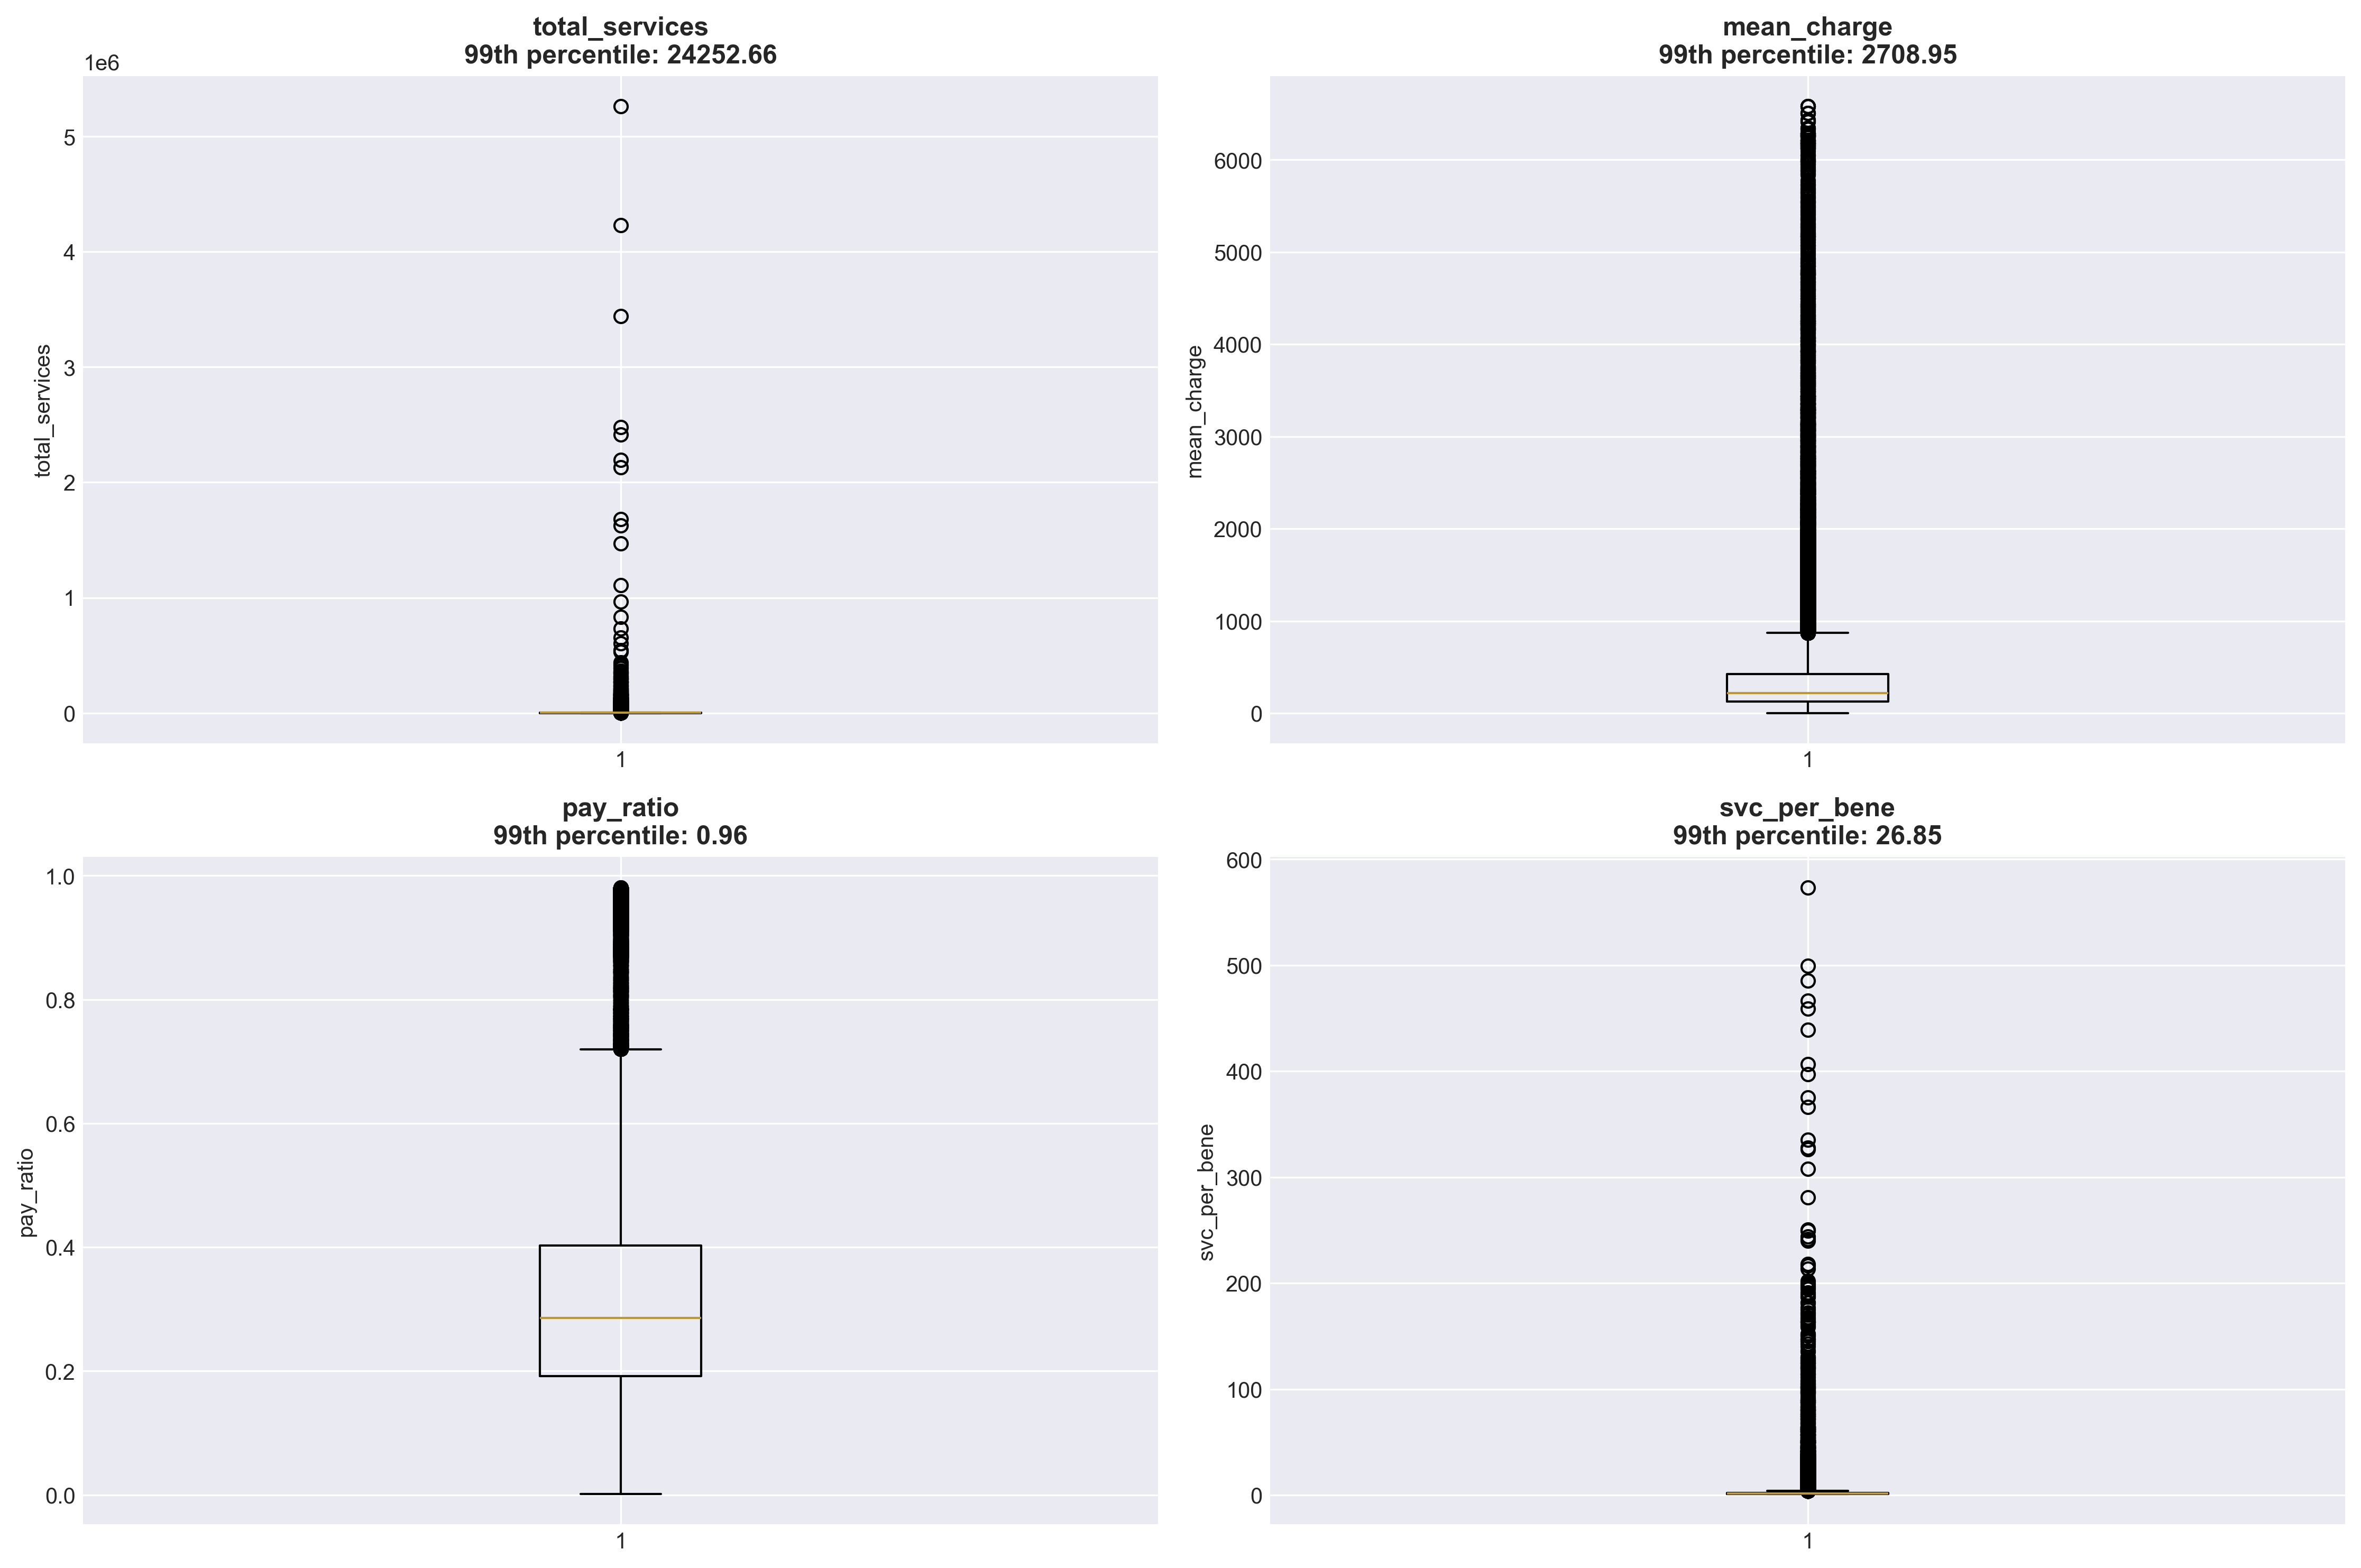 total_services
99th percentile: 24252.66
1e6
5
4
3
2
1
0
total_services
1
mean_charge
99th percentile: 2708.95
6000
5000
4000
3000
2000
1000
0
mean_charge
1
pay_ratio
99th percentile: 0.96
1.0
0.8
0.6
0.4
0.2
0.0
pay_ratio
1
svc_per_bene
99th percentile: 26.85
600
500
400
300
200
100
0
svc_per_bene
1